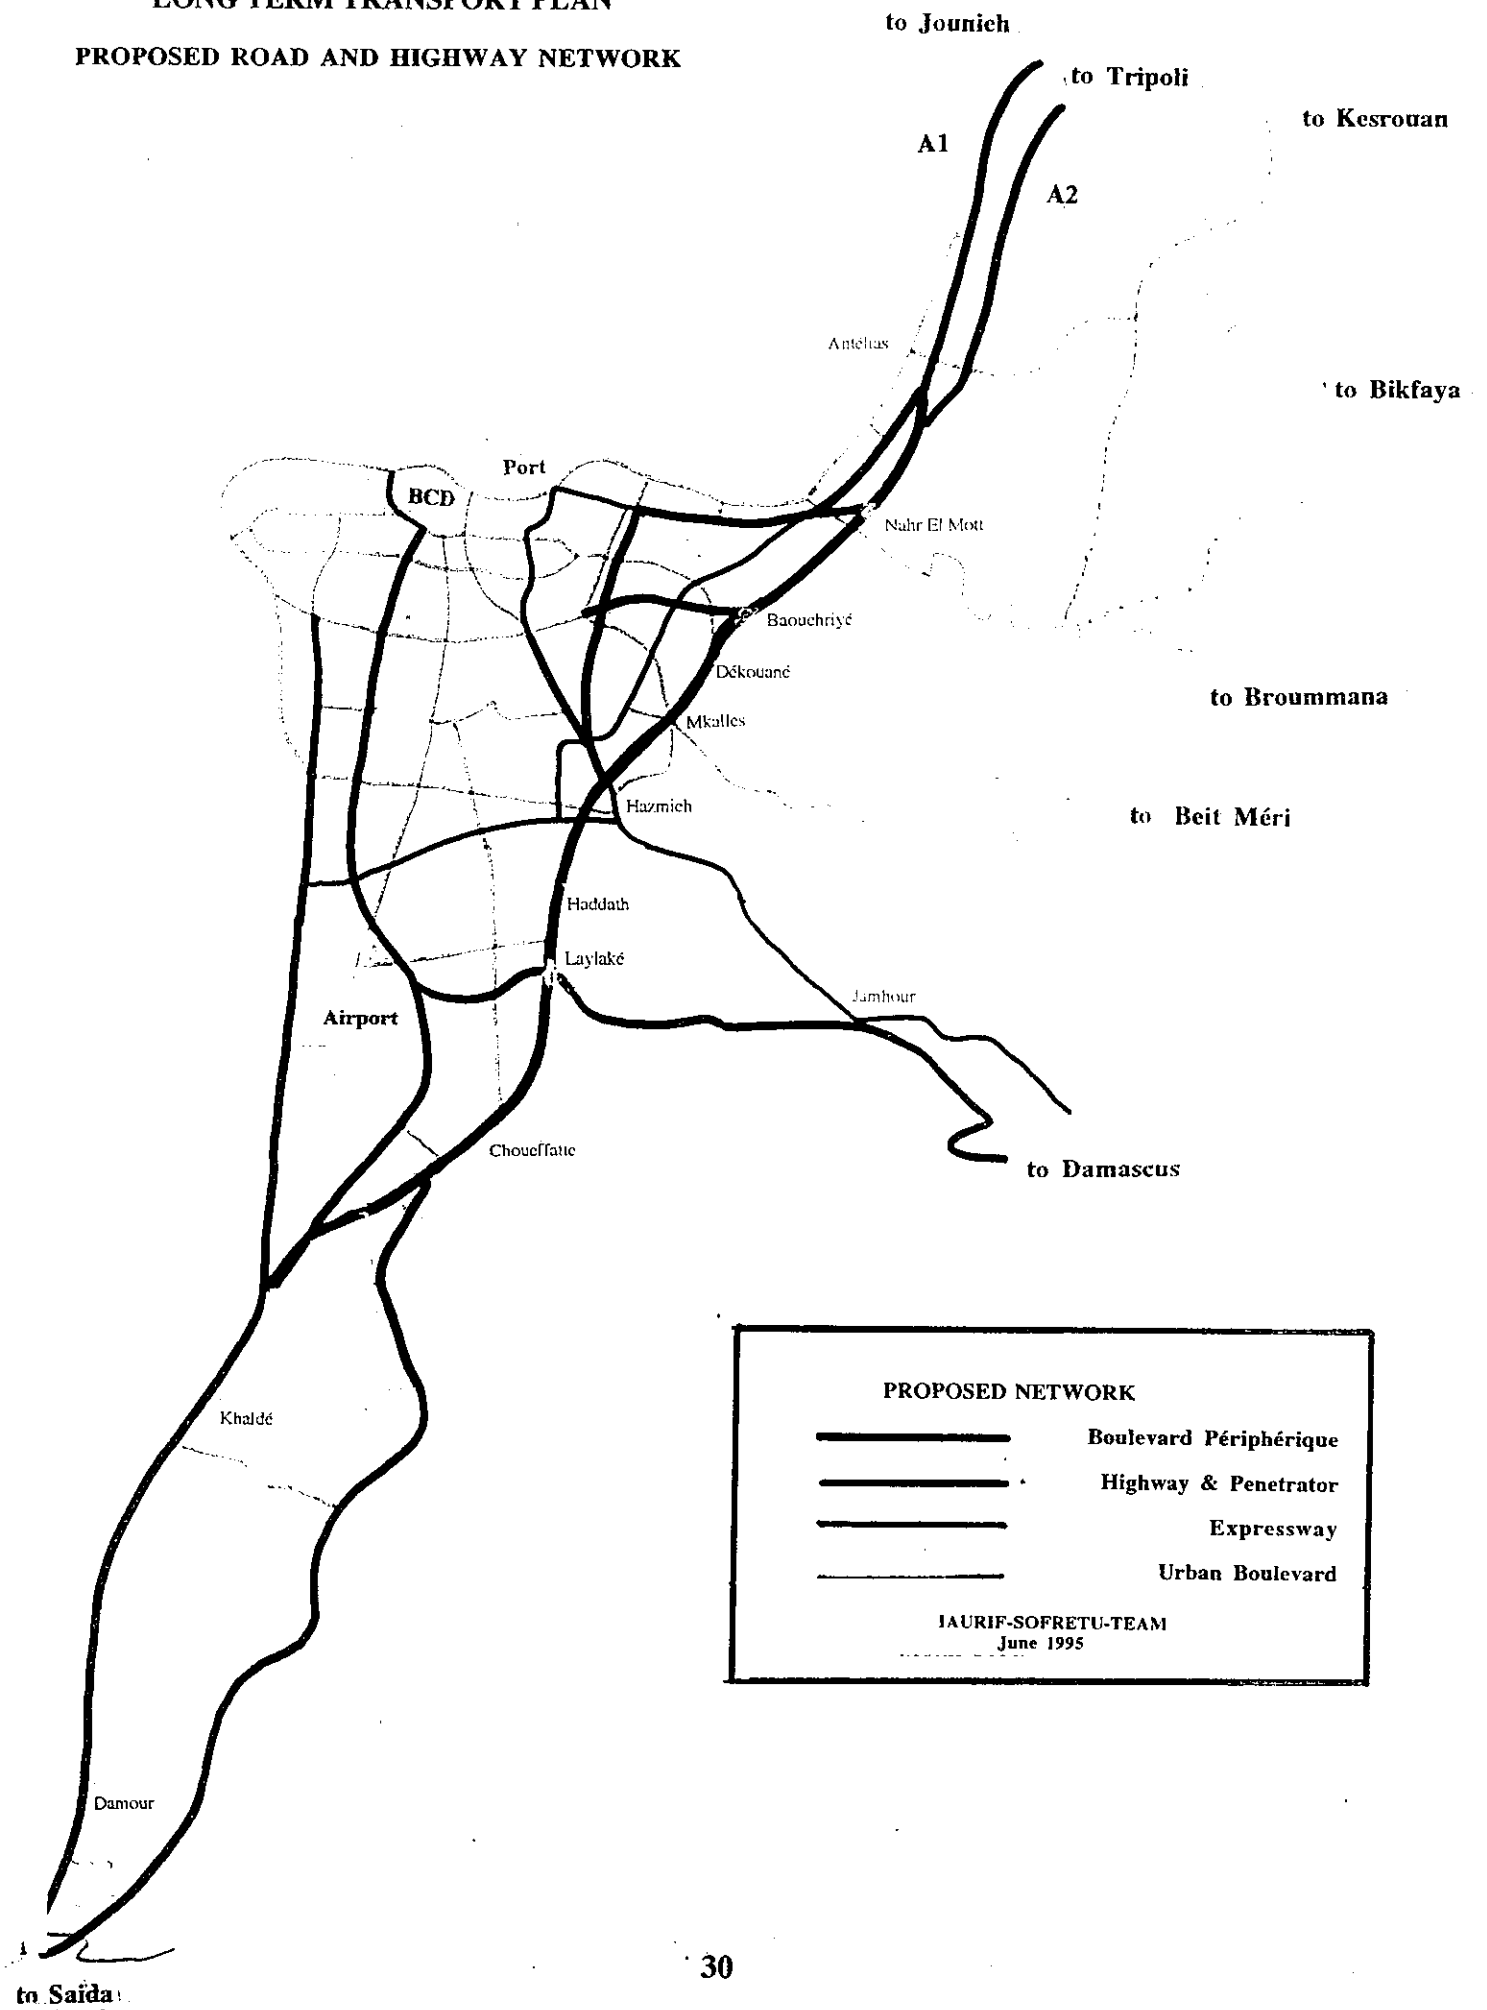 LONG TERM TRANSPORT PLAN
PROPOSED ROAD AND HIGHWAY NETWORK
to Jounieh
to Tripoli
to Kesrouan
A1
A2
Antélias
to Bikfaya
Port
BCD
Nahr El Mott
Baouchriyé
Dékouané
to Broummana
Mkalles
Hazmieh
to Beit Méri
Haddath
Laylaké
Jamhour
Airport
Choueffatte
to Damascus
PROPOSED NETWORK
Boulevard Périphérique
Highway & Penetrator
Expressway
Urban Boulevard
IAURIF-SOFRETU-TEAM
June 1995
Khaldé
Damour
to Saïda
30